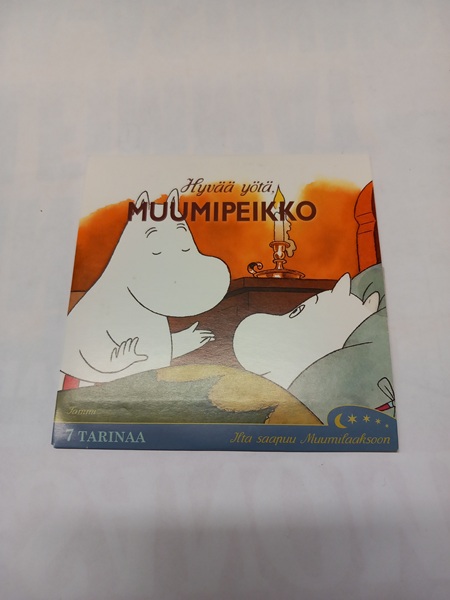 Hyvää yötä,
MUUMIPEIKKO
7 TARINAA
Ilta saapuu Muumilaaksoon